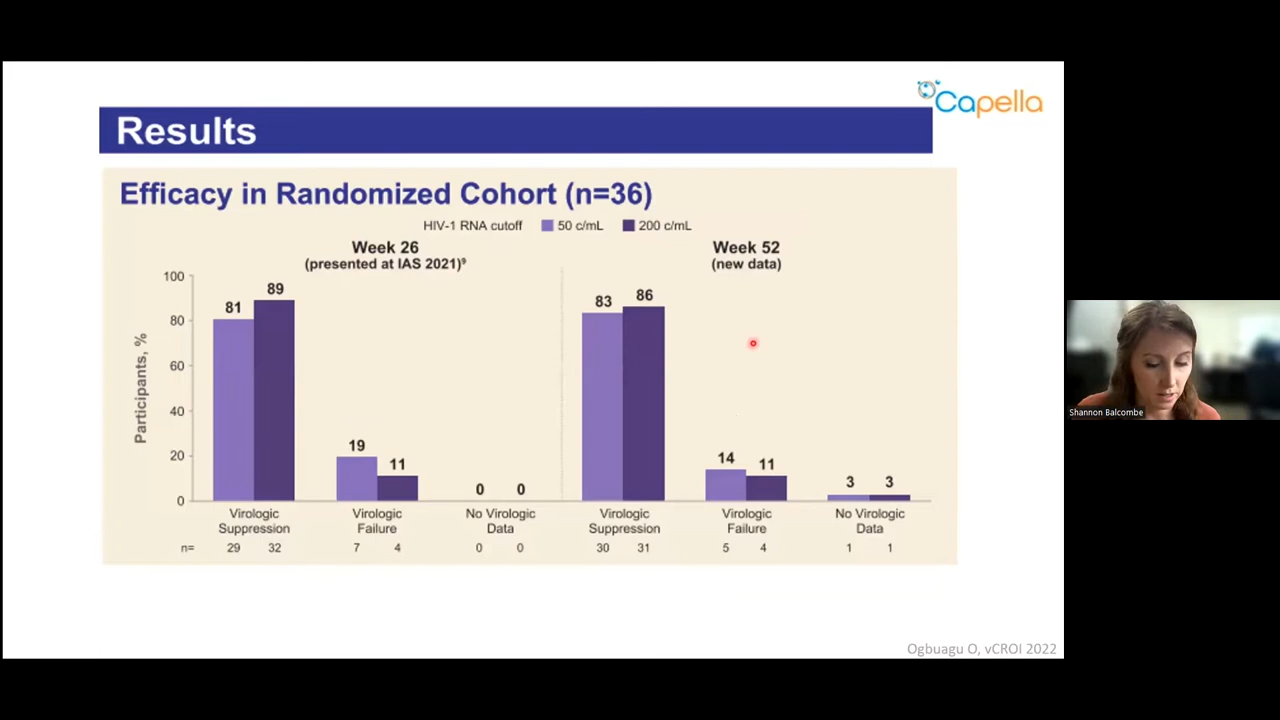 Capella
Results
Efficacy in Randomized Cohort (n=36)
HIV-1 RNA cutoff 50 c/mL 200 c/mL
Week 26
(presented at IAS 2021)⁹
Week 52
(new data)
Participants, %
100
80
60
40
20
0
81 89
19 11
0 0
83 86
14 11
3 3
Virologic
Suppression
Virologic
Failure
No Virologic
Data
Virologic
Suppression
Virologic
Failure
No Virologic
Data
n= 29 32 7 4 0 0 30 31 5 4 1 1
Ogbuagu O, vCROI 2022
Shannon Balcombe